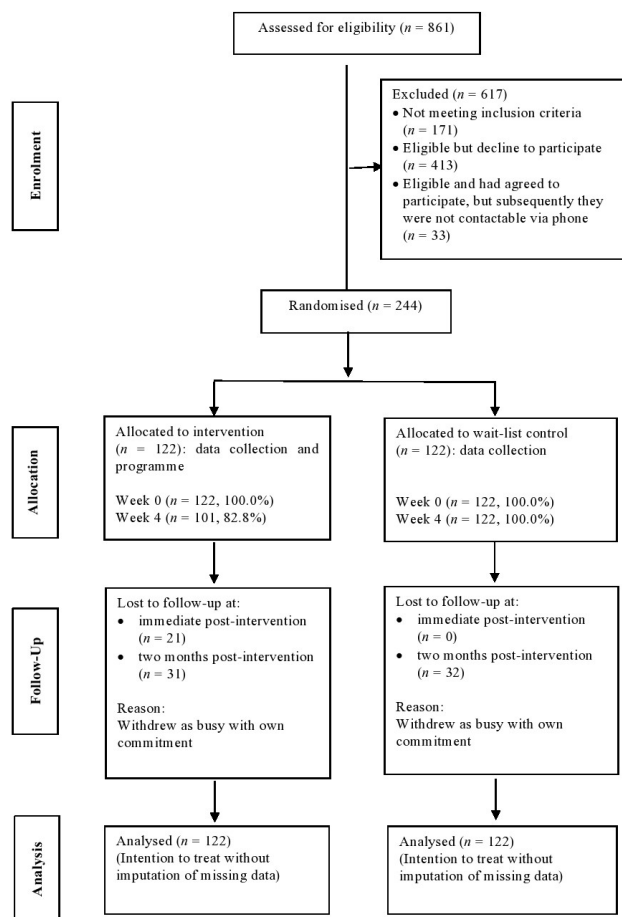 Assessed for eligibility (n = 861)
Enrolment
Excluded (n = 617)
• Not meeting inclusion criteria
(n = 171)
• Eligible but decline to participate
(n = 413)
• Eligible and had agreed to
participate, but subsequently they
were not contactable via phone
(n = 33)
Randomised (n = 244)
Allocation
Allocated to intervention
(n = 122): data collection and
programme
Week 0 (n = 122, 100.0%)
Week 4 (n = 101, 82.8%)
Allocated to wait-list control
(n = 122): data collection
Week 0 (n = 122, 100.0%)
Week 4 (n = 122, 100.0%)
Follow-Up
Lost to follow-up at:
• immediate post-intervention
(n = 21)
• two months post-intervention
(n = 31)
Reason:
Withdrew as busy with own
commitment
Lost to follow-up at:
• immediate post-intervention
(n = 0)
• two months post-intervention
(n = 32)
Reason:
Withdrew as busy with own
commitment
Analysis
Analysed (n = 122)
(Intention to treat without
imputation of missing data)
Analysed (n = 122)
(Intention to treat without
imputation of missing data)